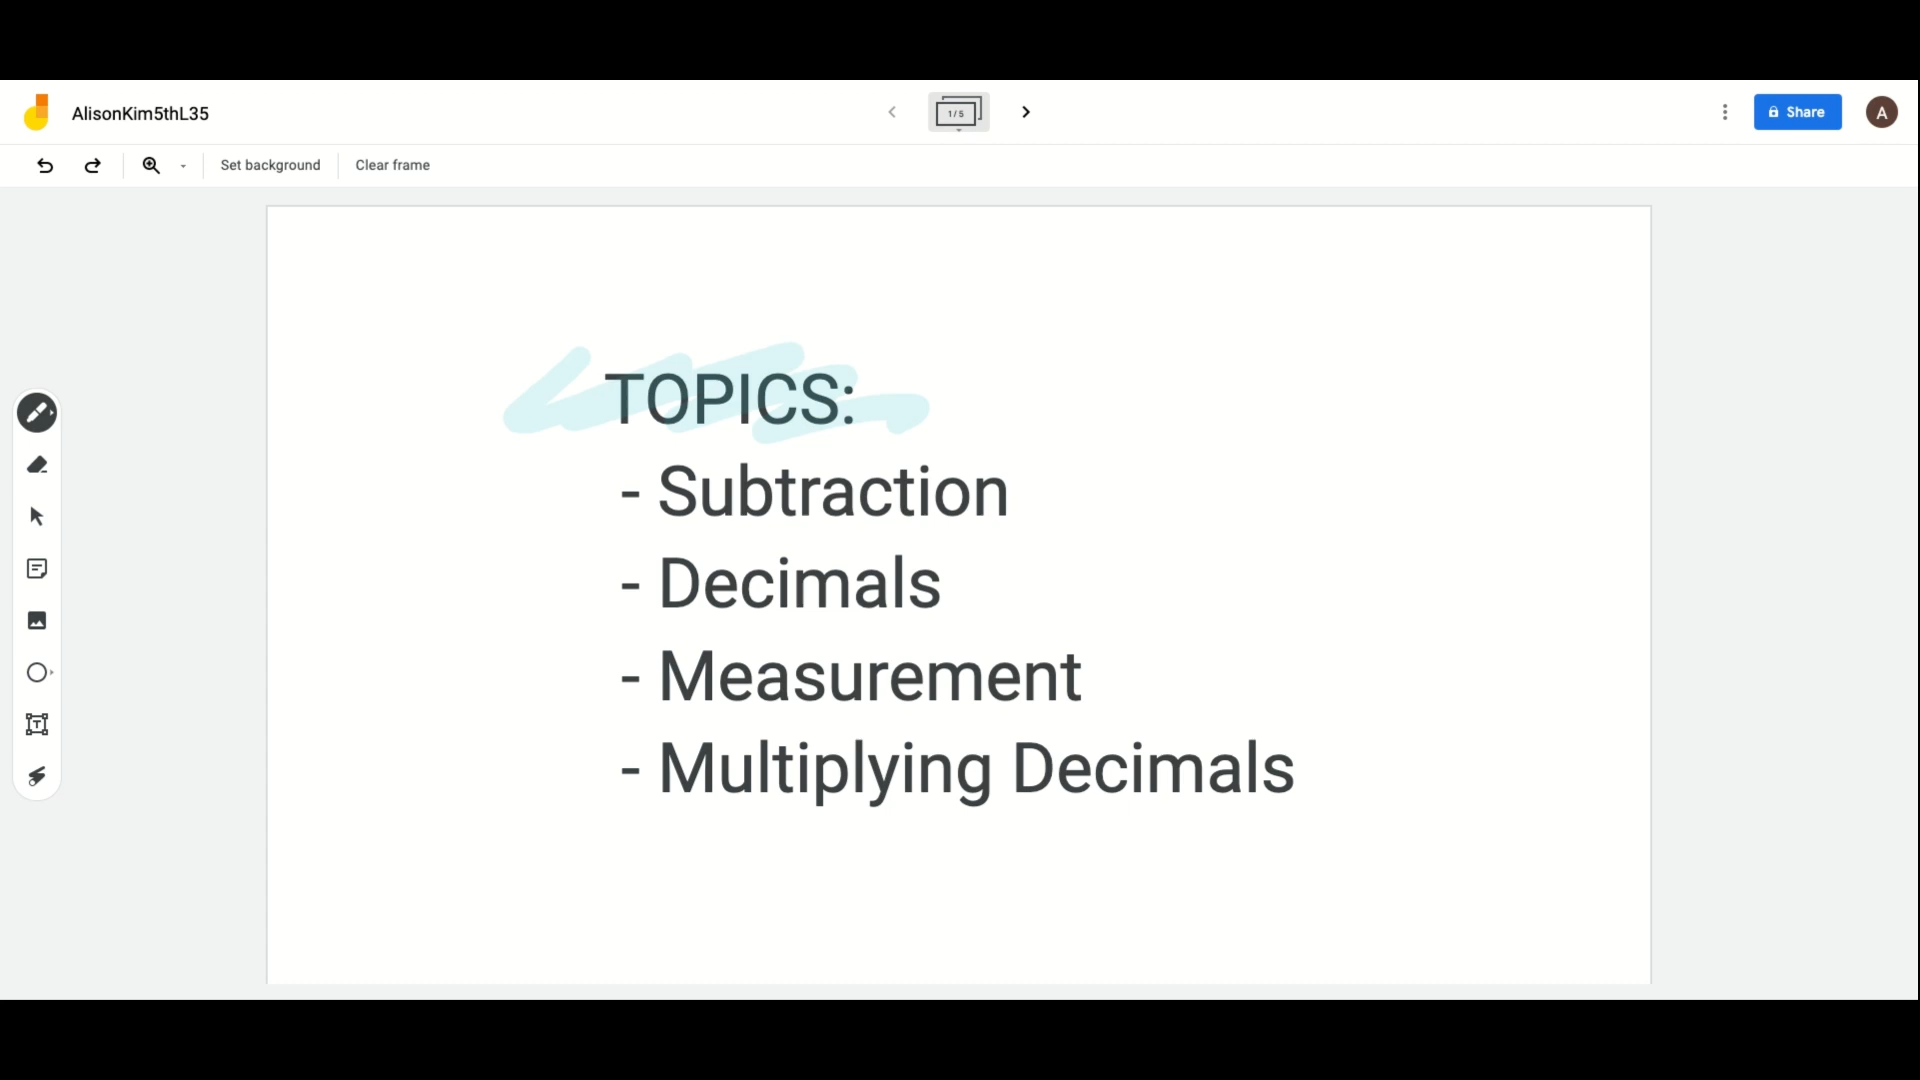 AlisonKim5thL35
1/5
Share
A
Set background
Clear frame
TOPICS:
- Subtraction
- Decimals
- Measurement
- Multiplying Decimals
T